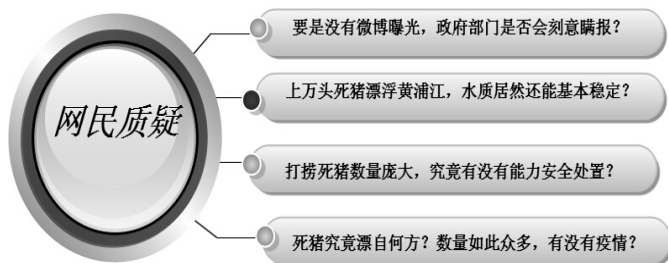 网民质疑
要是没有微博曝光，政府部门是否会刻意瞒报？
上万头死猪漂浮黄浦江，水质居然还能基本稳定？
打捞死猪数量庞大，究竟有没有能力安全处置？
死猪究竟漂自何方？数量如此众多，有没有疫情？